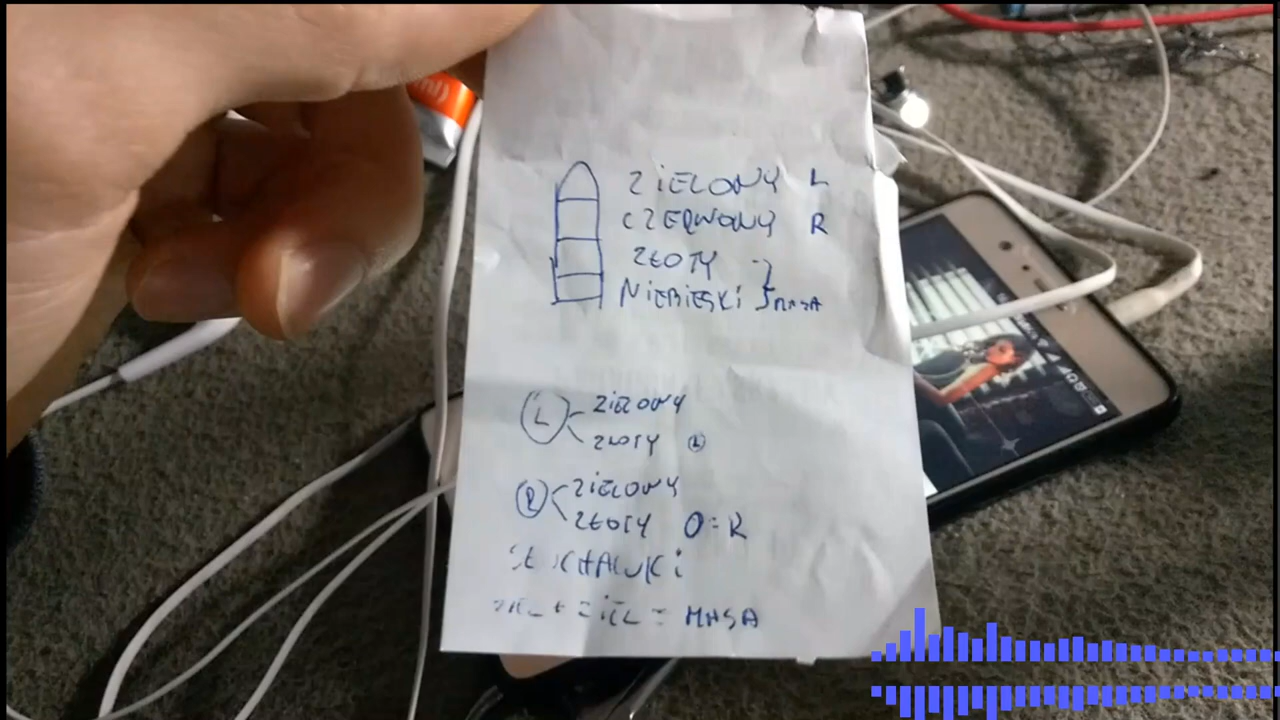 ZIELONY L
CZERWONY R
ZŁOTY }
NIEBIESKI } MASA
L ZIELONY
ZŁOTY L
R ZIELONY
ZŁOTY O = R
SŁUCHAWKI
ZIEL + ZIEL = MASA